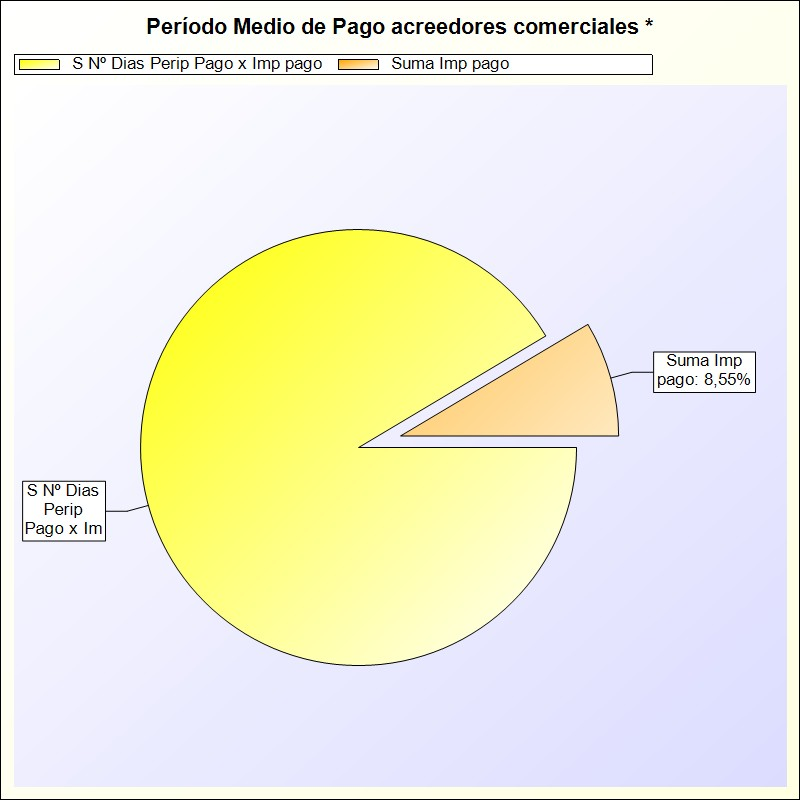 Período Medio de Pago acreedores comerciales *
S Nº Dias Perip Pago x Imp pago
Suma Imp pago
Suma Imp
pago: 8,55%
S Nº Dias
Perip
Pago x Im